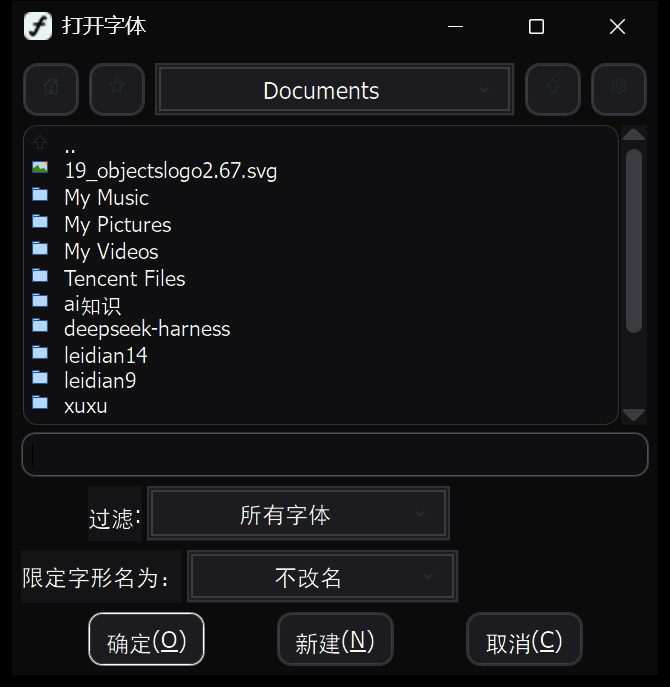 打开字体
Documents
..
19_objectslogo2.67.svg
My Music
My Pictures
My Videos
Tencent Files
ai知识
deepseek-harness
leidian14
leidian9
xuxu
过滤: 所有字体
限定字形名为： 不改名
确定(O) 新建(N) 取消(C)